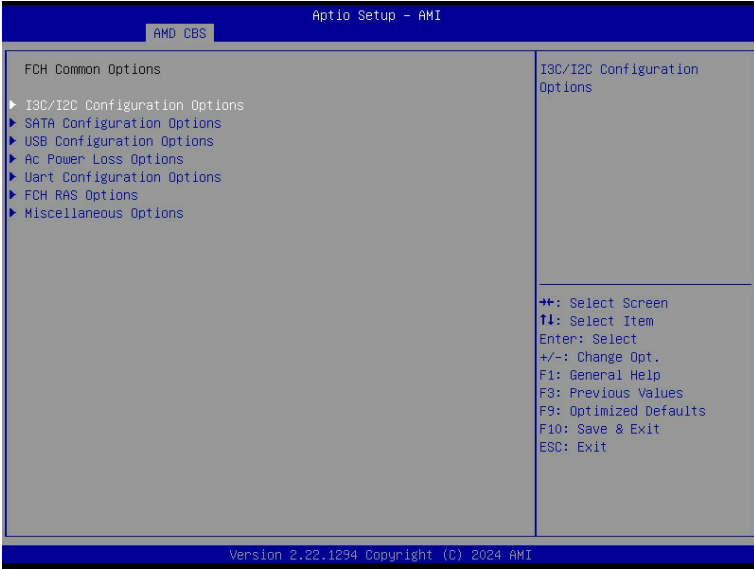 Aptio Setup – AMI
AMD CBS
FCH Common Options
I3C/I2C Configuration Options
SATA Configuration Options
USB Configuration Options
Ac Power Loss Options
Uart Configuration Options
FCH RAS Options
Miscellaneous Options
I3C/I2C Configuration
Options
→←: Select Screen
↑↓: Select Item
Enter: Select
+/-: Change Opt.
F1: General Help
F3: Previous Values
F9: Optimized Defaults
F10: Save & Exit
ESC: Exit
Version 2.22.1294 Copyright (C) 2024 AMI